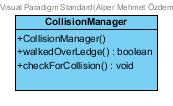 Visual Paradigm Standard(Alper Mehmet Özdem
CollisionManager
+CollisionManager()
+walkedOverLedge() : boolean
+checkForCollision() : void